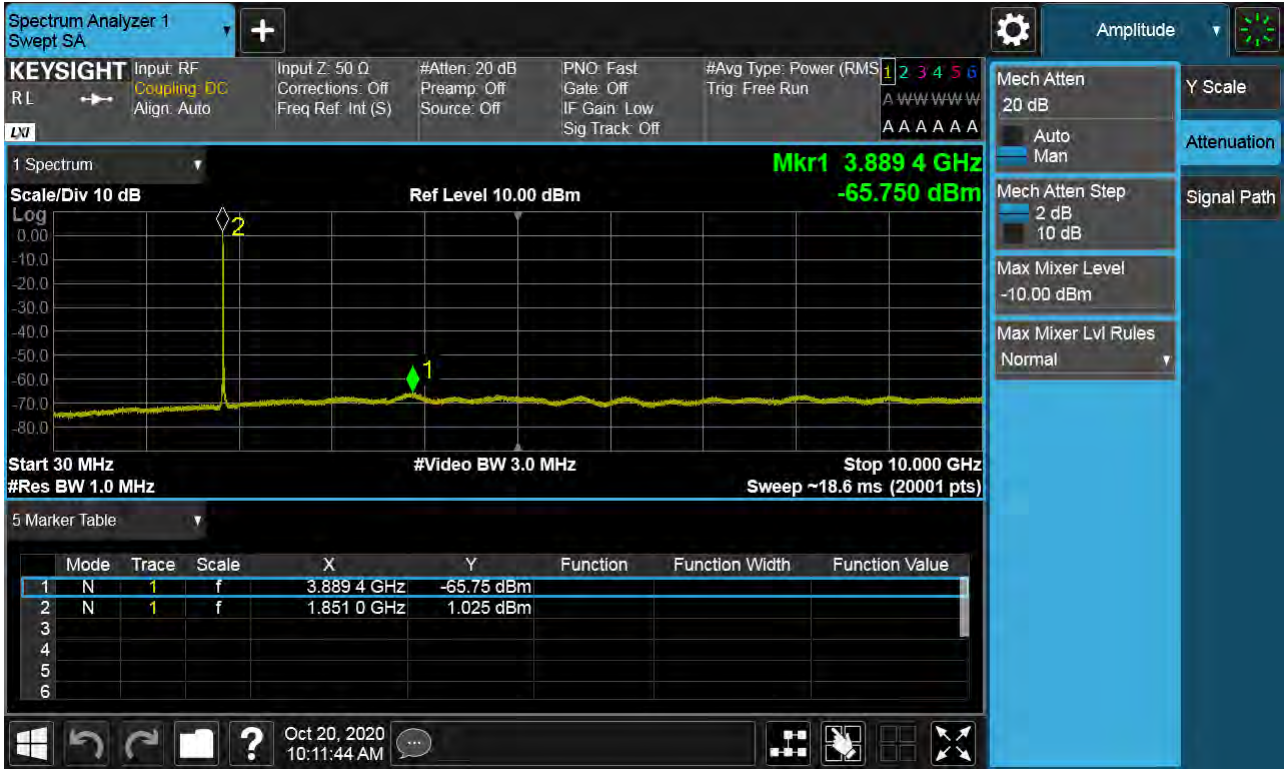 Spectrum Analyzer 1
Swept SA
Amplitude
KEYSIGHT
R L
LXI
Input: RF
Coupling: DC
Align: Auto
Input Z: 50 Ω
Corrections: Off
Freq Ref: Int (S)
#Atten: 20 dB
Preamp: Off
Source: Off
PNO: Fast
Gate: Off
IF Gain: Low
Sig Track: Off
#Avg Type: Power (RMS
Trig: Free Run
1 2 3 4 5 6
A W W W W W
A A A A A A
1 Spectrum
Mkr1 3.889 4 GHz
-65.750 dBm
Scale/Div 10 dB
Ref Level 10.00 dBm
Log
0.00
-10.0
-20.0
-30.0
-40.0
-50.0
-60.0
-70.0
-80.0
2
1
Start 30 MHz
#Video BW 3.0 MHz
Stop 10.000 GHz
#Res BW 1.0 MHz
Sweep ~18.6 ms (20001 pts)
5 Marker Table
Mode Trace Scale X Y Function Function Width Function Value
1 N 1 f 3.889 4 GHz -65.75 dBm
2 N 1 f 1.851 0 GHz 1.025 dBm
3
4
5
6
Oct 20, 2020
10:11:44 AM
?
Mech Atten
20 dB
Auto
Man
Mech Atten Step
2 dB
10 dB
Max Mixer Level
-10.00 dBm
Max Mixer Lvl Rules
Normal
Y Scale
Attenuation
Signal Path